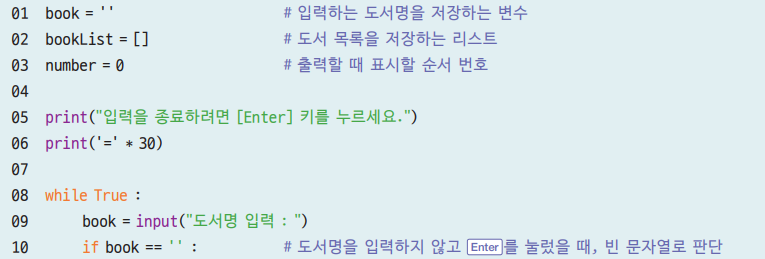 01 book = '' # 입력하는 도서명을 저장하는 변수
02 bookList = [] # 도서 목록을 저장하는 리스트
03 number = 0 # 출력할 때 표시할 순서 번호
04
05 print("입력을 종료하려면 [Enter] 키를 누르세요.")
06 print('=' * 30)
07
08 while True :
09 book = input("도서명 입력 : ")
10 if book == '' : # 도서명을 입력하지 않고 Enter를 눌렀을 때, 빈 문자열로 판단